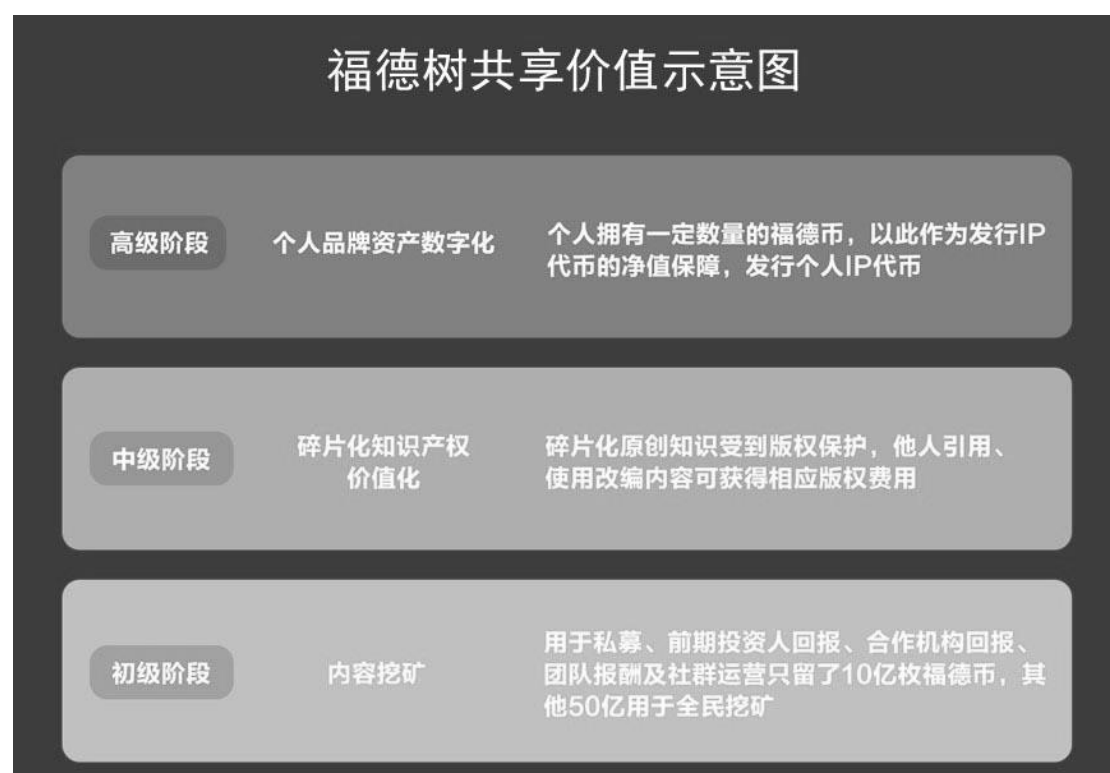 福德树共享价值示意图
高级阶段
个人品牌资产数字化
个人拥有一定数量的福德币，以此作为发行IP
代币的净值保障，发行个人IP代币
中级阶段
碎片化知识产权
价值化
碎片化原创知识受到版权保护，他人引用、
使用改编内容可获得相应版权费用
初级阶段
内容挖矿
用于私募、前期投资人回报、合作机构回报、
团队报酬及社群运营只留了10亿枚福德币，其
他50亿用于全民挖矿